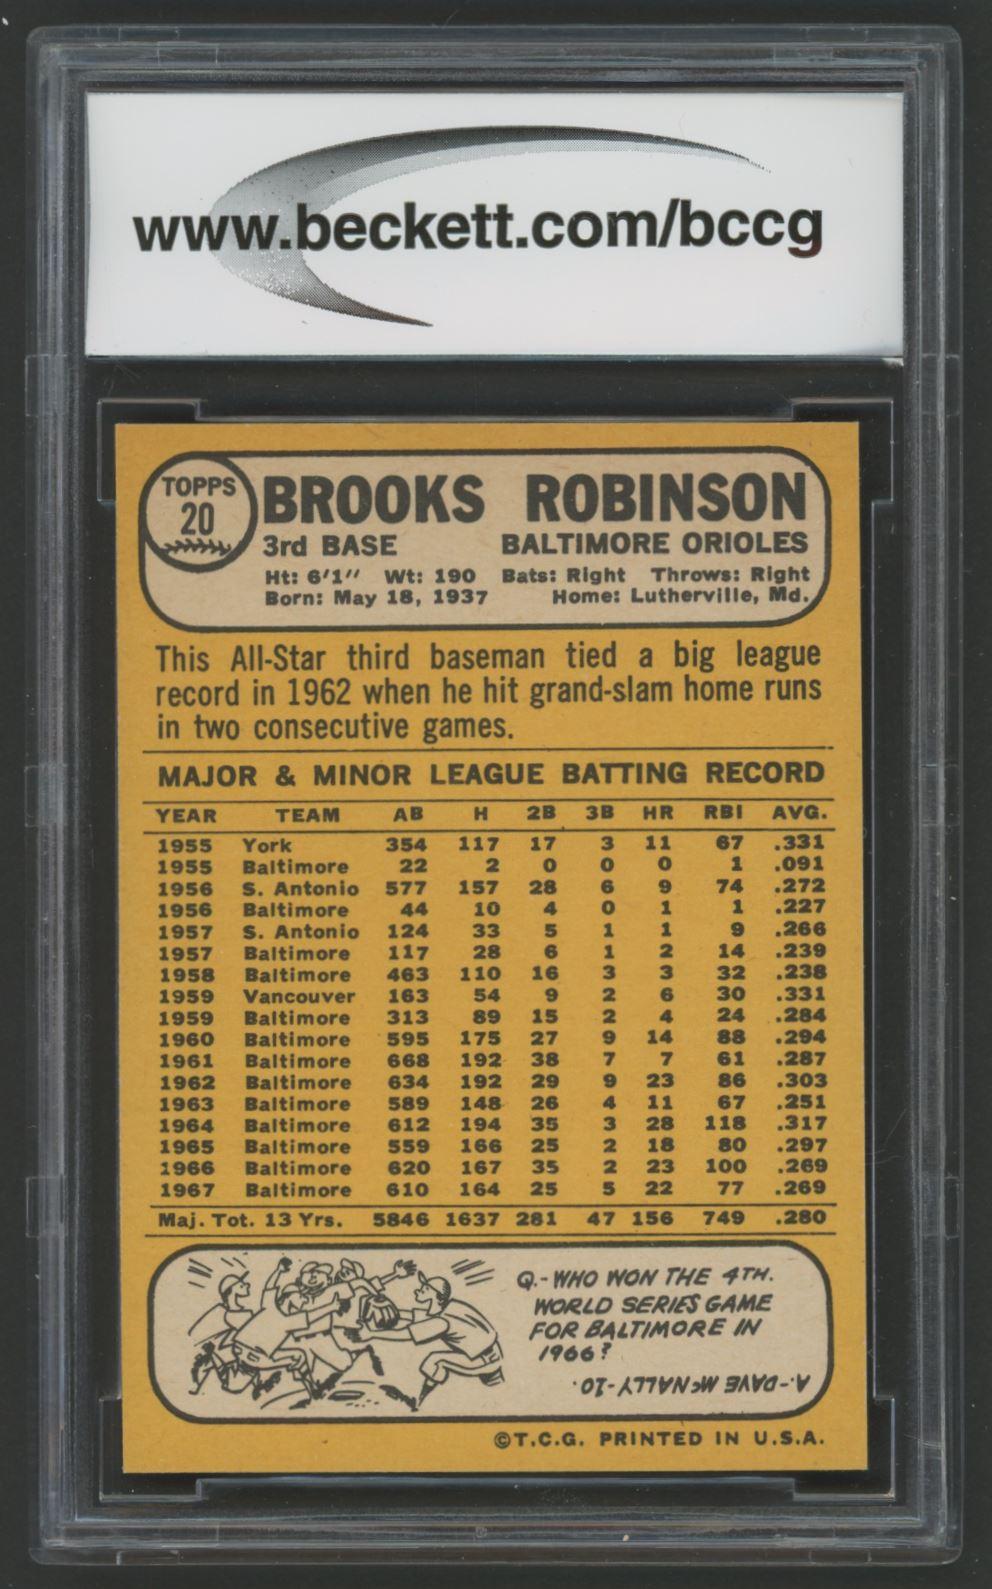 www.beckett.com/bccg
TOPPS
20
BROOKS ROBINSON
3rd BASE BALTIMORE ORIOLES
Ht: 6'1" Wt: 190 Bats: Right Throws: Right
Born: May 18, 1937 Home: Lutherville, Md.
This All-Star third baseman tied a big league
record in 1962 when he hit grand-slam home runs
in two consecutive games.
MAJOR & MINOR LEAGUE BATTING RECORD
YEAR TEAM AB H 2B 3B HR RBI AVG.
1955 York 354 117 17 3 11 67 .331
1955 Baltimore 22 2 0 0 0 1 .091
1956 S. Antonio 577 157 28 6 9 74 .272
1956 Baltimore 44 10 4 0 1 1 .227
1957 S. Antonio 124 33 5 1 1 9 .266
1957 Baltimore 117 28 6 1 2 14 .239
1958 Baltimore 463 110 16 3 3 32 .238
1959 Vancouver 163 54 9 2 6 30 .331
1959 Baltimore 313 89 15 2 4 24 .284
1960 Baltimore 595 175 27 9 14 88 .294
1961 Baltimore 668 192 38 7 7 61 .287
1962 Baltimore 634 192 29 9 23 86 .303
1963 Baltimore 589 148 26 4 11 67 .251
1964 Baltimore 612 194 35 3 28 118 .317
1965 Baltimore 559 166 25 2 18 80 .297
1966 Baltimore 620 167 35 2 23 100 .269
1967 Baltimore 610 164 25 5 22 77 .269
Maj. Tot. 13 Yrs. 5846 1637 281 47 156 749 .280
Q.-WHO WON THE 4TH.
WORLD SERIES GAME
FOR BALTIMORE IN
1966?
A.-DAVE McNALLY-10.
©T.C.G. PRINTED IN U.S.A.